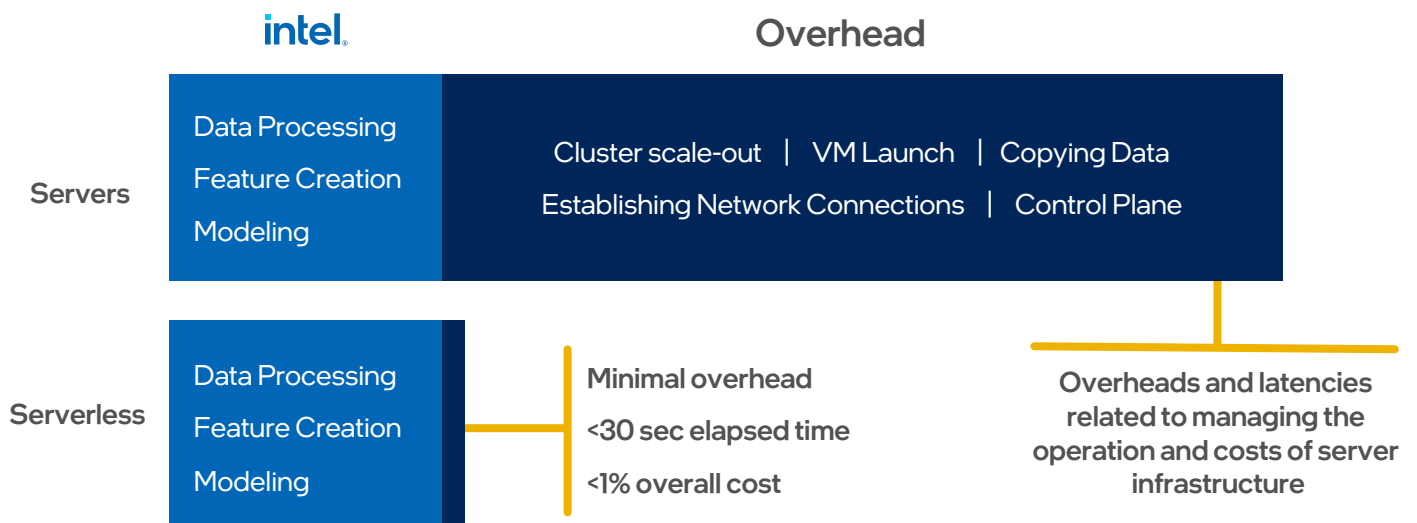 intel.
Overhead
Servers
Data Processing
Feature Creation
Modeling
Cluster scale-out | VM Launch | Copying Data
Establishing Network Connections | Control Plane
Serverless
Data Processing
Feature Creation
Modeling
Minimal overhead
<30 sec elapsed time
<1% overall cost
Overheads and latencies
related to managing the
operation and costs of server
infrastructure